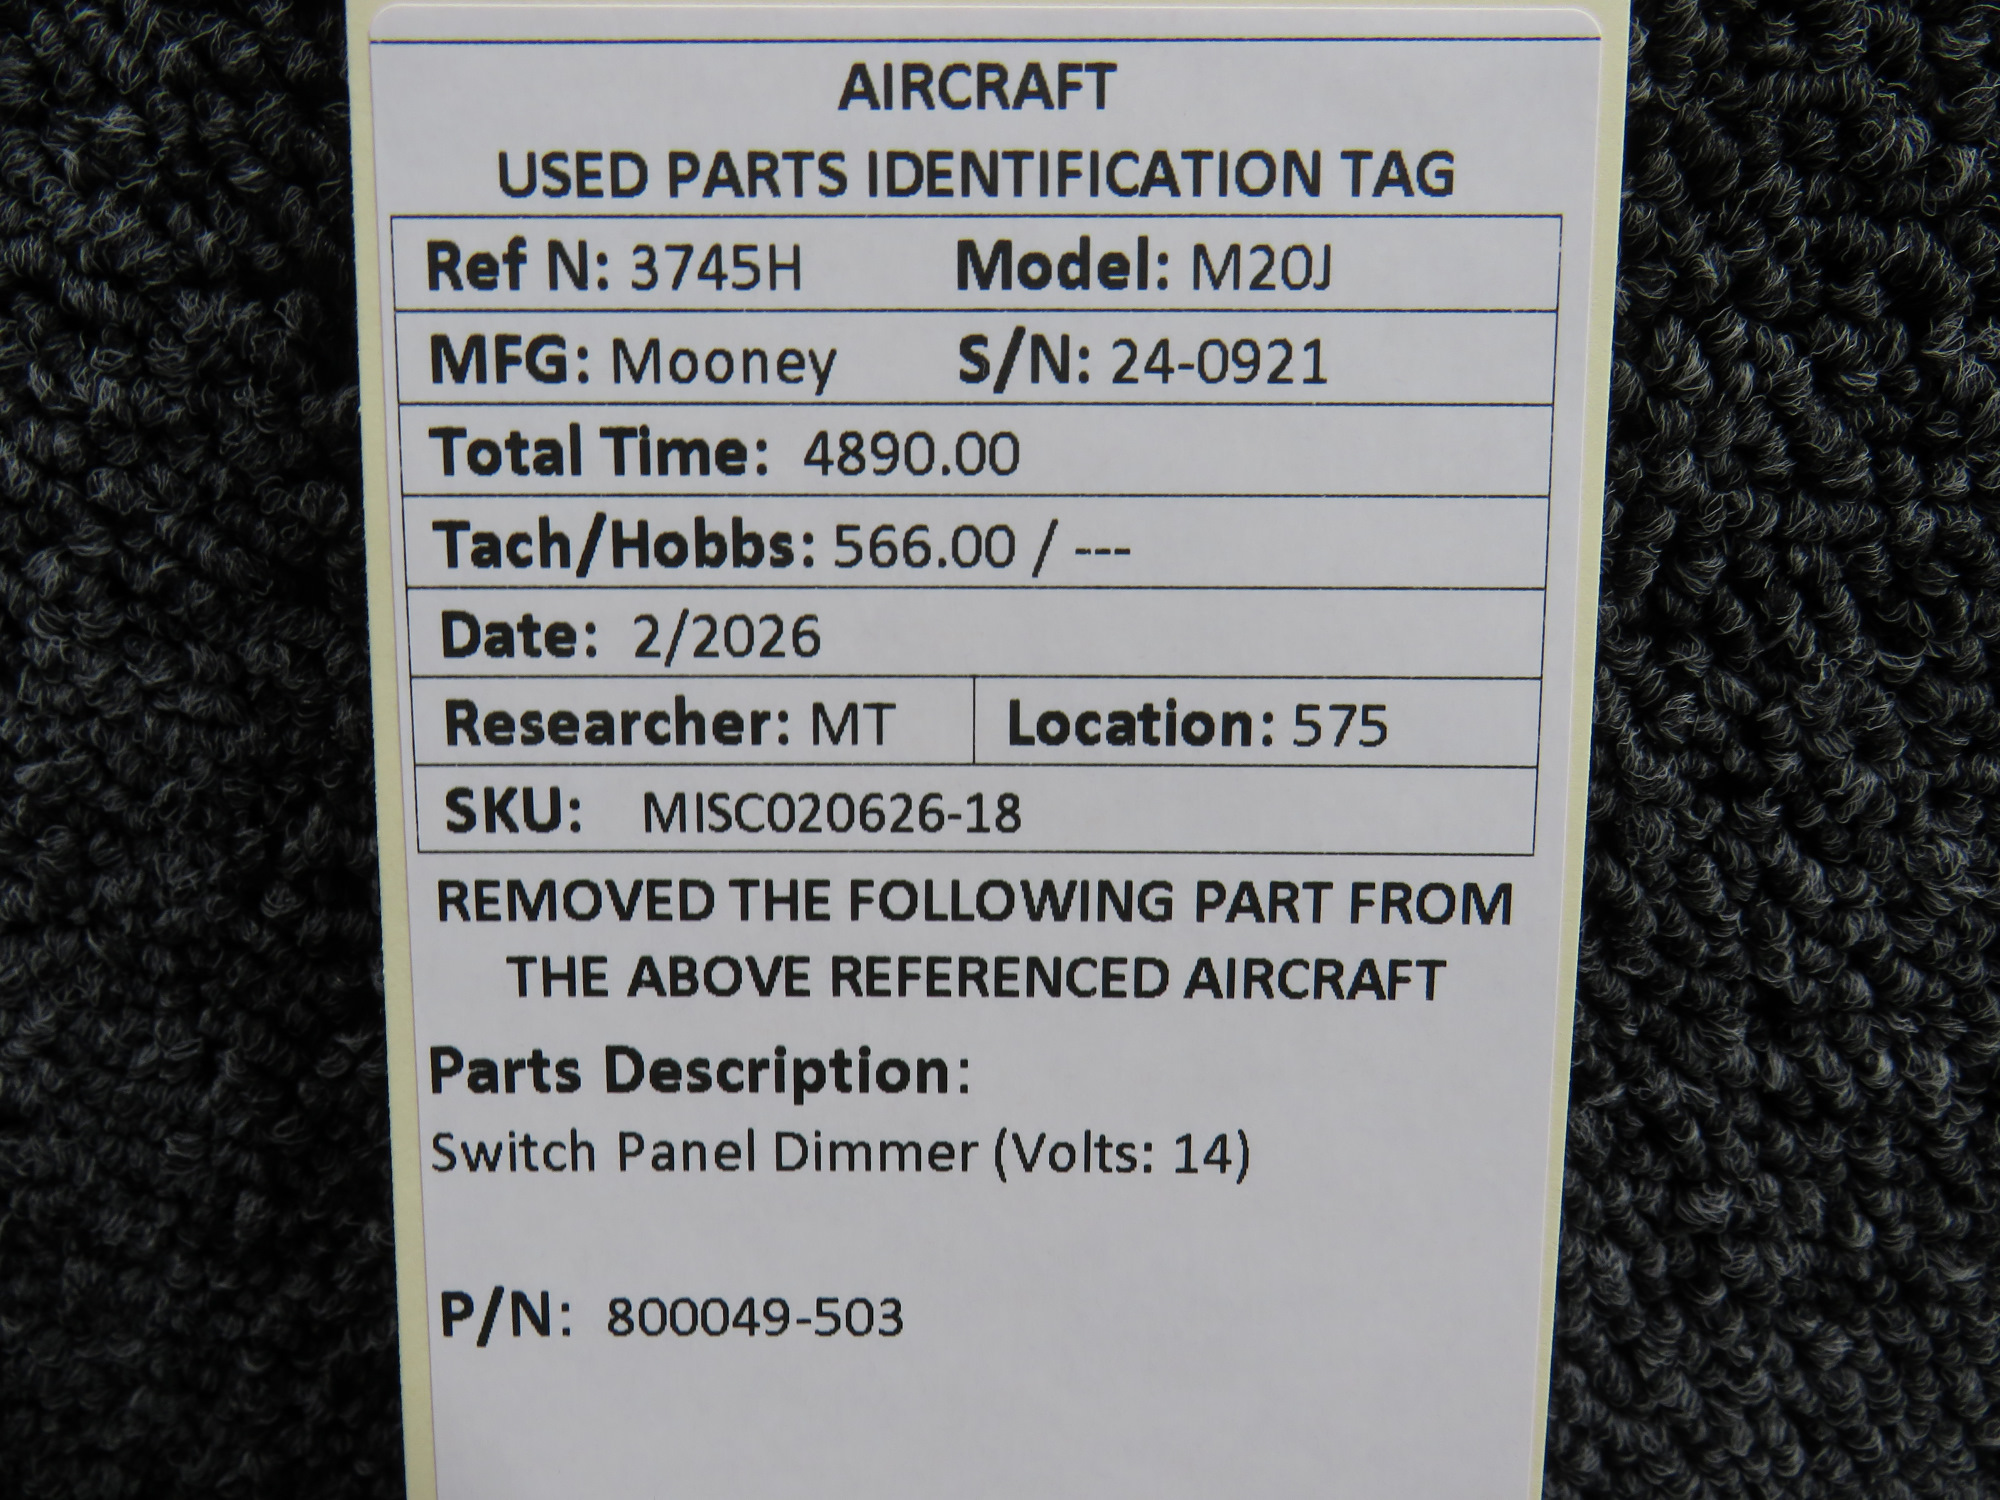 AIRCRAFT
USED PARTS IDENTIFICATION TAG
Ref N: 3745H Model: M20J
MFG: Mooney S/N: 24-0921
Total Time: 4890.00
Tach/Hobbs: 566.00 / ---
Date: 2/2026
Researcher: MT Location: 575
SKU: MISC020626-18
REMOVED THE FOLLOWING PART FROM
THE ABOVE REFERENCED AIRCRAFT
Parts Description:
Switch Panel Dimmer (Volts: 14)
P/N: 800049-503